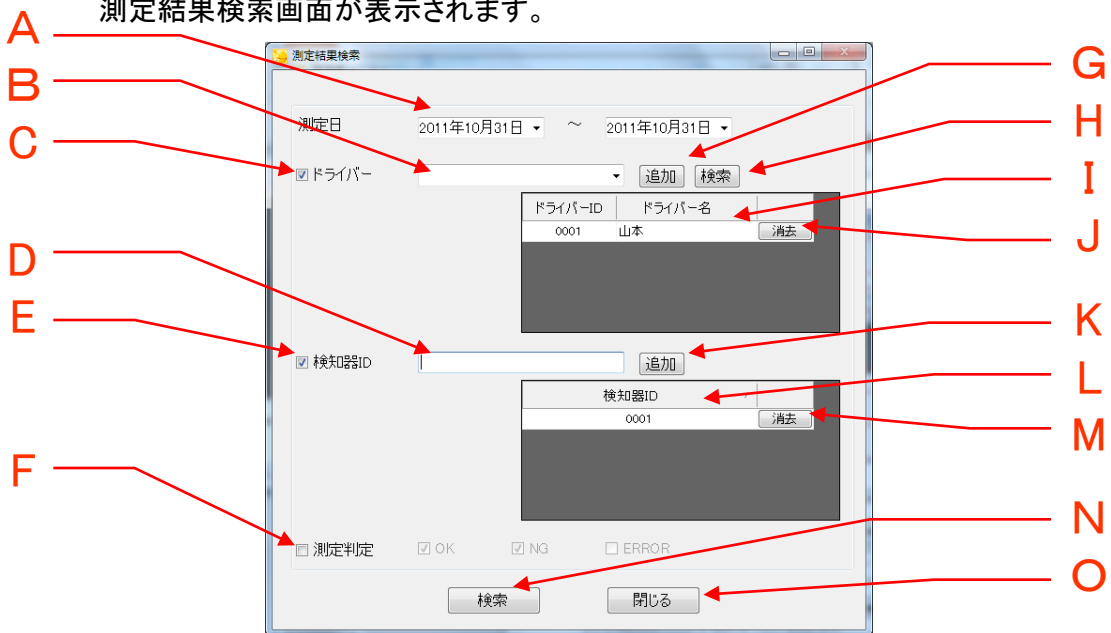 測定結果検索画面が表示されます。
A
B
C
D
E
F
G
H
I
J
K
L
M
N
O
測定結果検索
測定日 2011年10月31日 ～ 2011年10月31日
ドライバー 追加 検索
ドライバーID ドライバー名
0001 山本 消去
検知器ID 追加
検知器ID
0001 消去
測定判定 OK NG ERROR
検索 閉じる